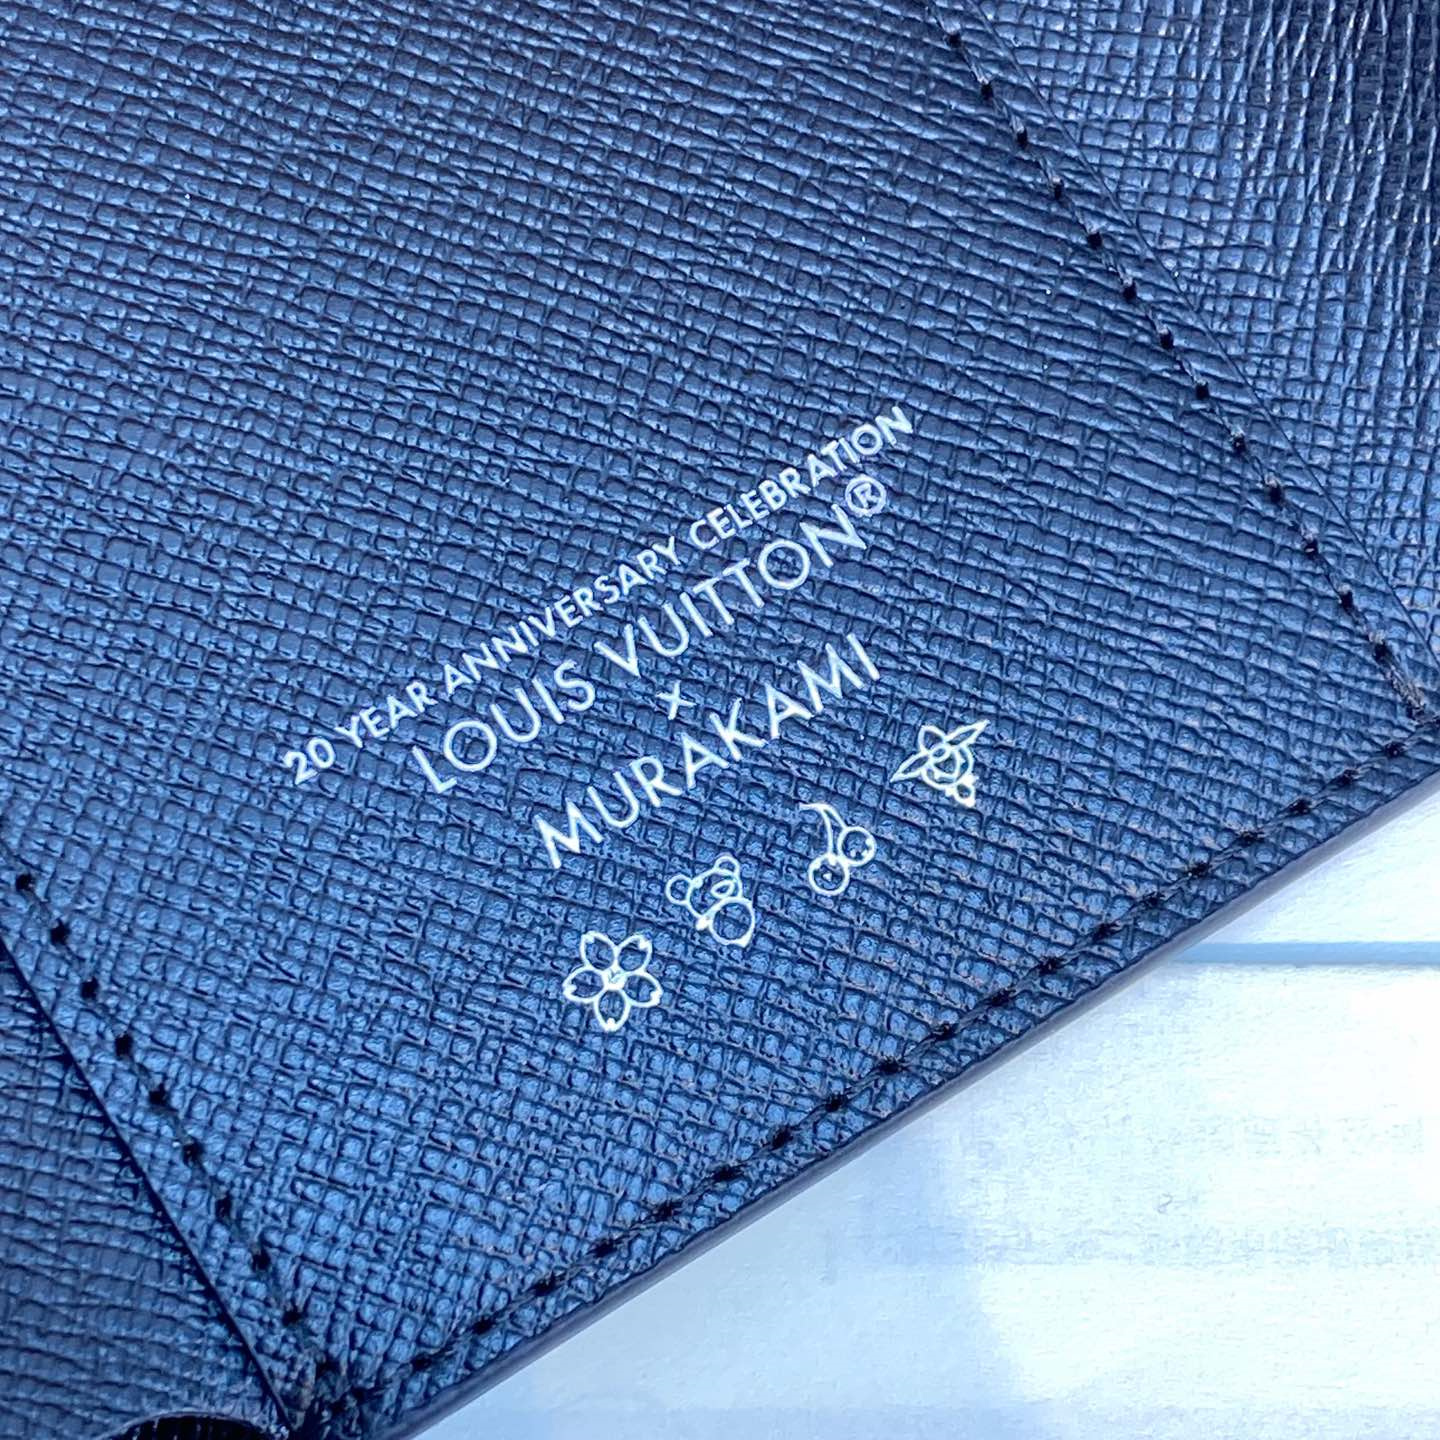 20 YEAR ANNIVERSARY CELEBRATION
LOUIS VUITTON®
x
MURAKAMI